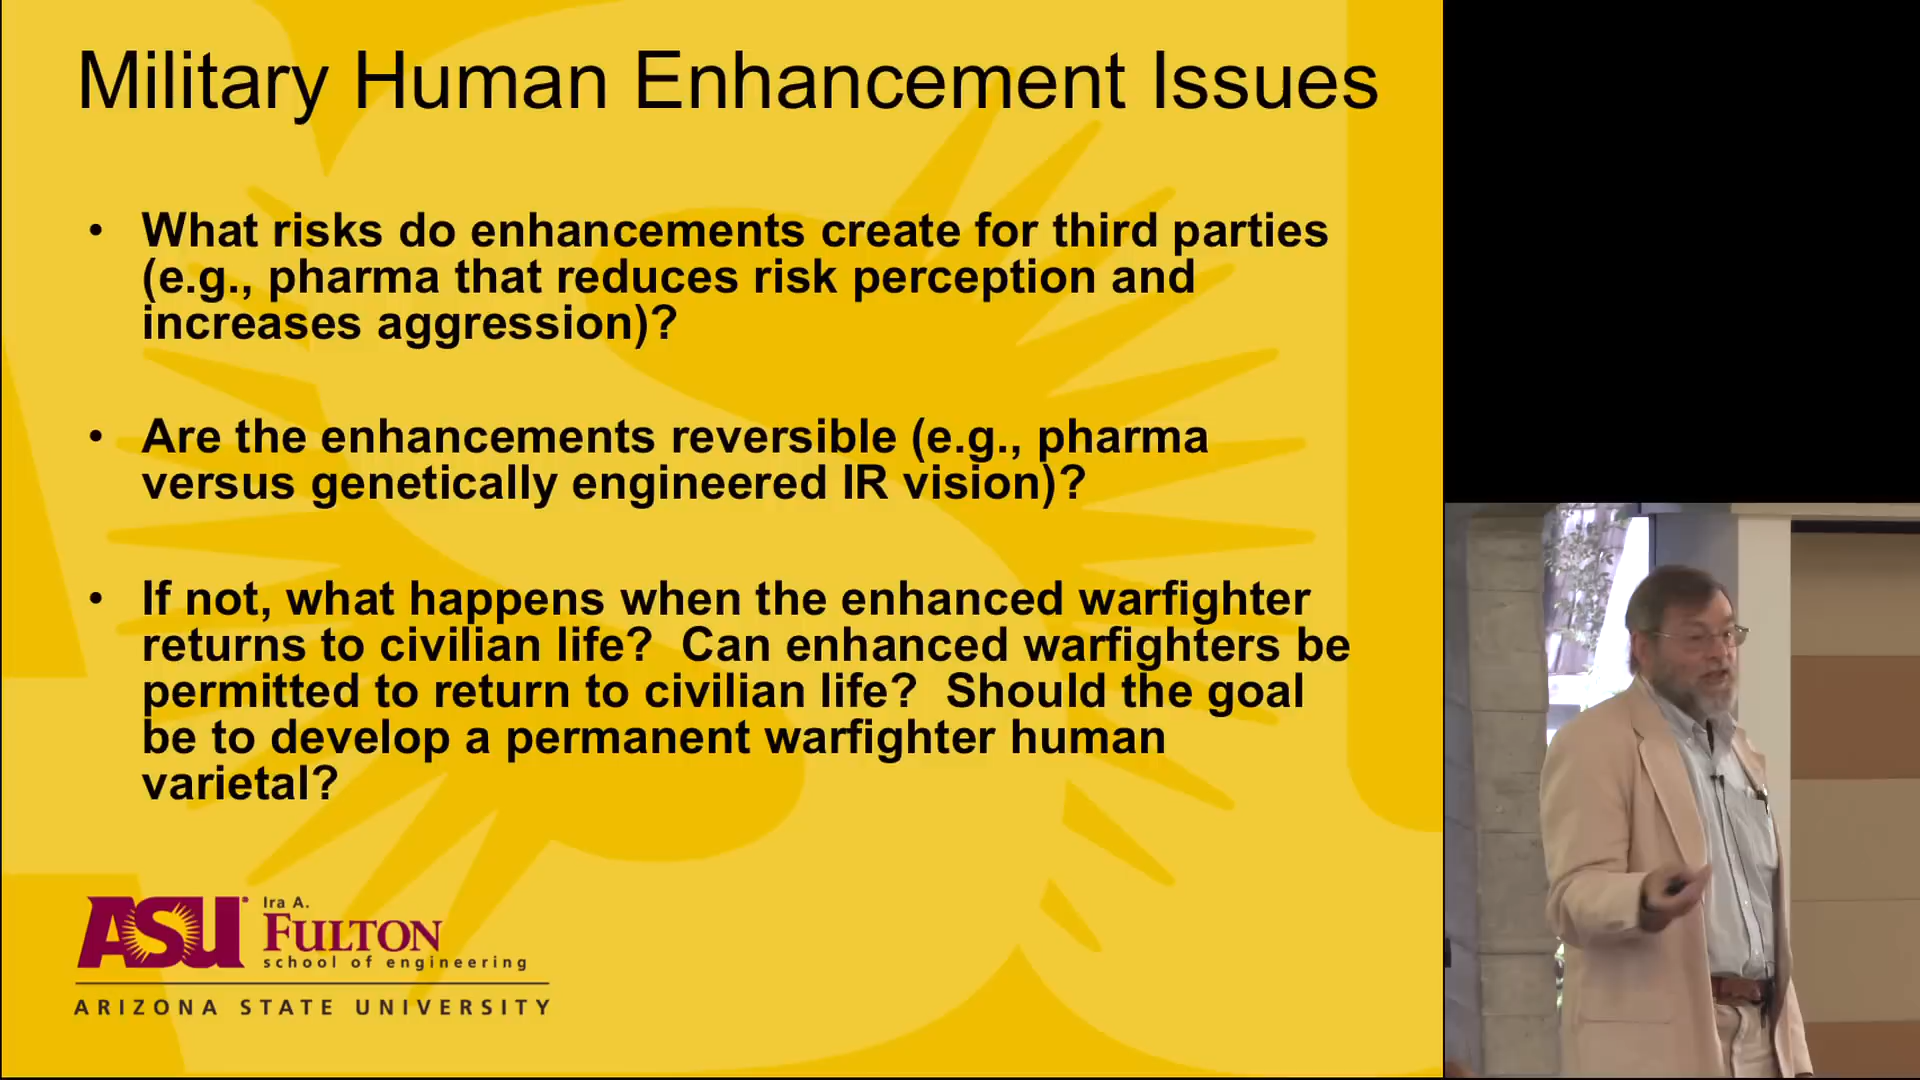 Military Human Enhancement Issues
• What risks do enhancements create for third parties
(e.g., pharma that reduces risk perception and
increases aggression)?
• Are the enhancements reversible (e.g., pharma
versus genetically engineered IR vision)?
• If not, what happens when the enhanced warfighter
returns to civilian life?  Can enhanced warfighters be
permitted to return to civilian life?  Should the goal
be to develop a permanent warfighter human
varietal?
ASU Ira A.
FULTON
school of engineering
ARIZONA STATE UNIVERSITY